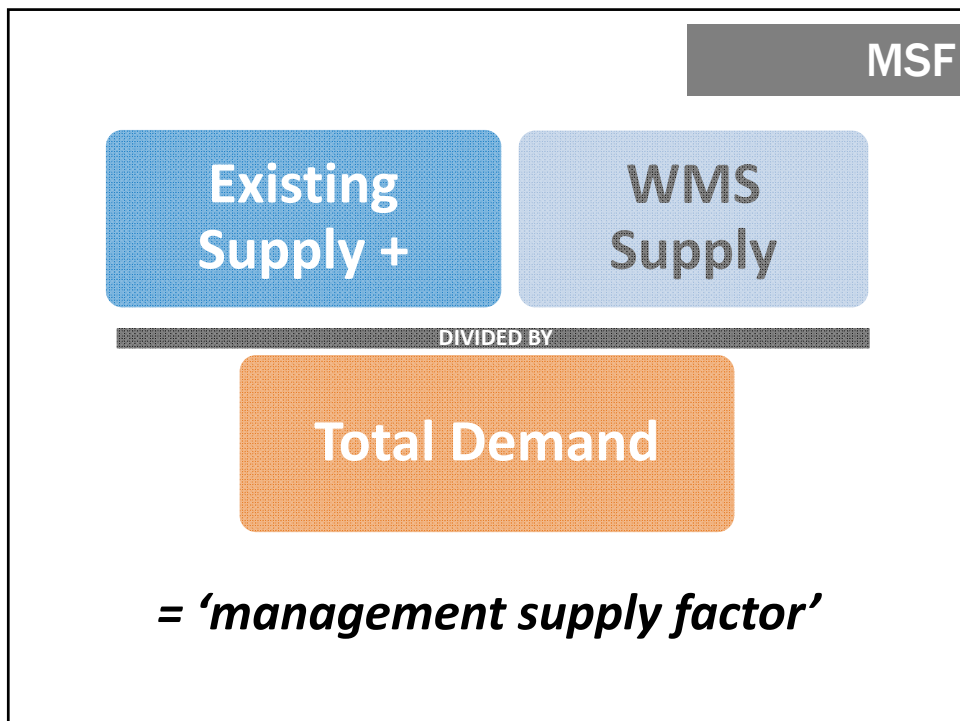 MSF
Existing
Supply +
WMS
Supply
DIVIDED BY
Total Demand
= ‘management supply factor’